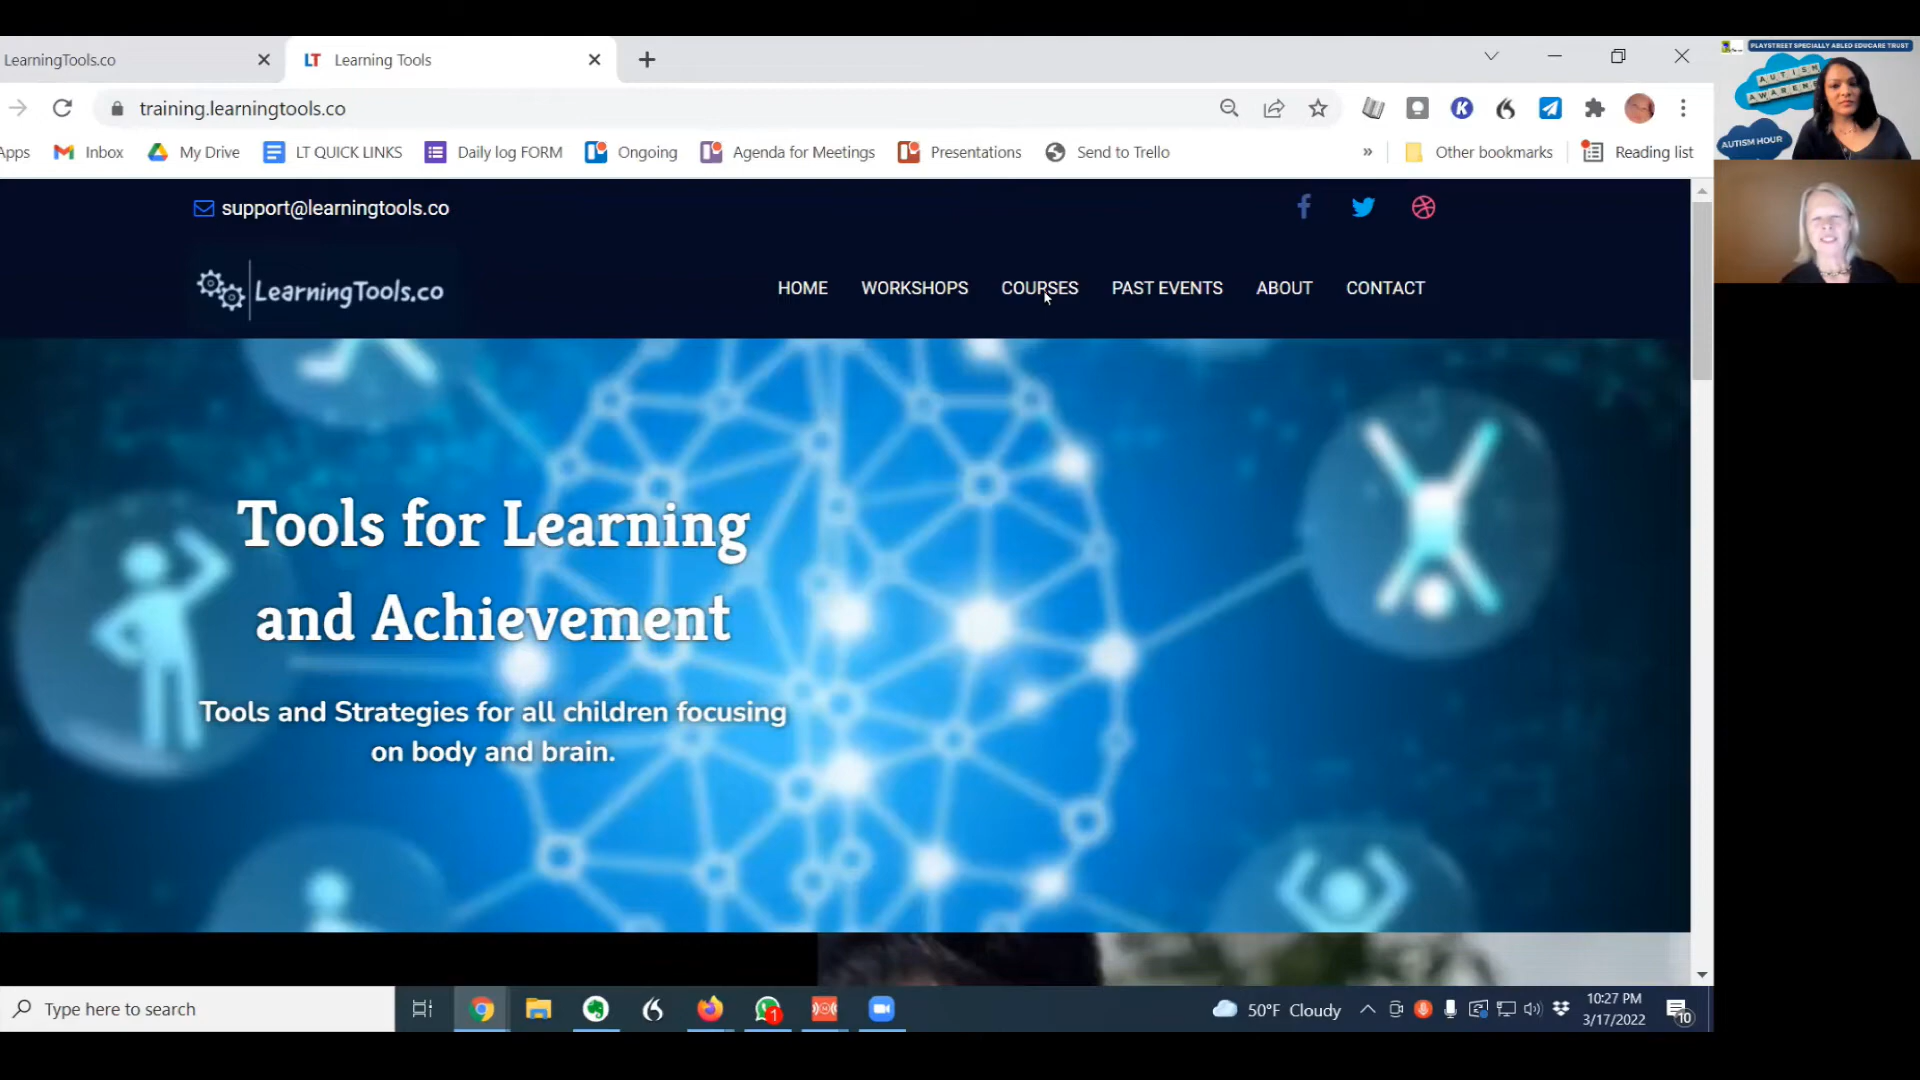 LearningTools.co
Learning Tools
training.learningtools.co
Apps
Inbox
My Drive
LT QUICK LINKS
Daily log FORM
Ongoing
Agenda for Meetings
Presentations
Send to Trello
»
Other bookmarks
Reading list
support@learningtools.co
LearningTools.co
HOME
WORKSHOPS
COURSES
PAST EVENTS
ABOUT
CONTACT
Tools for Learning
and Achievement
Tools and Strategies for all children focusing
on body and brain.
Type here to search
1
50°F Cloudy
10:27 PM
3/17/2022
10
PLAYSTREET SPECIALLY ABLED EDUCARE TRUST
AUTISM
AWARENE
AUTISM HOUR